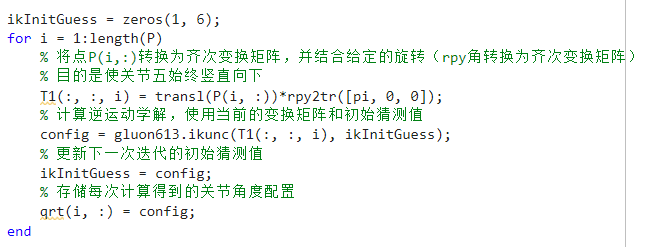 ikInitGuess = zeros(1, 6);
for i = 1:length(P)
% 将点P(i,:)转换为齐次变换矩阵，并结合给定的旋转（rpy角转换为齐次变换矩阵）
% 目的是使关节五始终竖直向下
T1(:, :, i) = transl(P(i, :))*rpy2tr([pi, 0, 0]);
% 计算逆运动学解，使用当前的变换矩阵和初始猜测值
config = gluon613.ikunc(T1(:, :, i), ikInitGuess);
% 更新下一次迭代的初始猜测值
ikInitGuess = config;
% 存储每次计算得到的关节角度配置
qrt(i, :) = config;
end